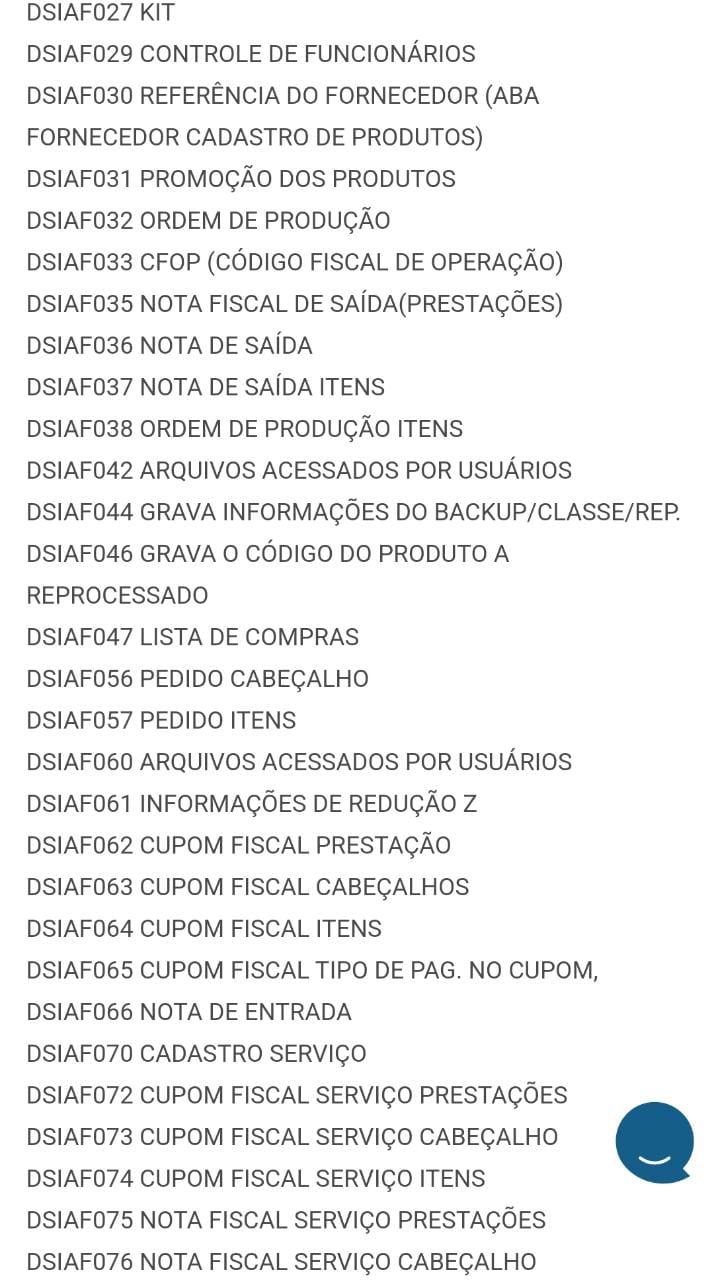 DSIAF027 KIT
DSIAF029 CONTROLE DE FUNCIONÁRIOS
DSIAF030 REFERÊNCIA DO FORNECEDOR (ABA
FORNECEDOR CADASTRO DE PRODUTOS)
DSIAF031 PROMOÇÃO DOS PRODUTOS
DSIAF032 ORDEM DE PRODUÇÃO
DSIAF033 CFOP (CÓDIGO FISCAL DE OPERAÇÃO)
DSIAF035 NOTA FISCAL DE SAÍDA(PRESTAÇÕES)
DSIAF036 NOTA DE SAÍDA
DSIAF037 NOTA DE SAÍDA ITENS
DSIAF038 ORDEM DE PRODUÇÃO ITENS
DSIAF042 ARQUIVOS ACESSADOS POR USUÁRIOS
DSIAF044 GRAVA INFORMAÇÕES DO BACKUP/CLASSE/REP.
DSIAF046 GRAVA O CÓDIGO DO PRODUTO A
REPROCESSADO
DSIAF047 LISTA DE COMPRAS
DSIAF056 PEDIDO CABEÇALHO
DSIAF057 PEDIDO ITENS
DSIAF060 ARQUIVOS ACESSADOS POR USUÁRIOS
DSIAF061 INFORMAÇÕES DE REDUÇÃO Z
DSIAF062 CUPOM FISCAL PRESTAÇÃO
DSIAF063 CUPOM FISCAL CABEÇALHOS
DSIAF064 CUPOM FISCAL ITENS
DSIAF065 CUPOM FISCAL TIPO DE PAG. NO CUPOM,
DSIAF066 NOTA DE ENTRADA
DSIAF070 CADASTRO SERVIÇO
DSIAF072 CUPOM FISCAL SERVIÇO PRESTAÇÕES
DSIAF073 CUPOM FISCAL SERVIÇO CABEÇALHO
DSIAF074 CUPOM FISCAL SERVIÇO ITENS
DSIAF075 NOTA FISCAL SERVIÇO PRESTAÇÕES
DSIAF076 NOTA FISCAL SERVIÇO CABEÇALHO